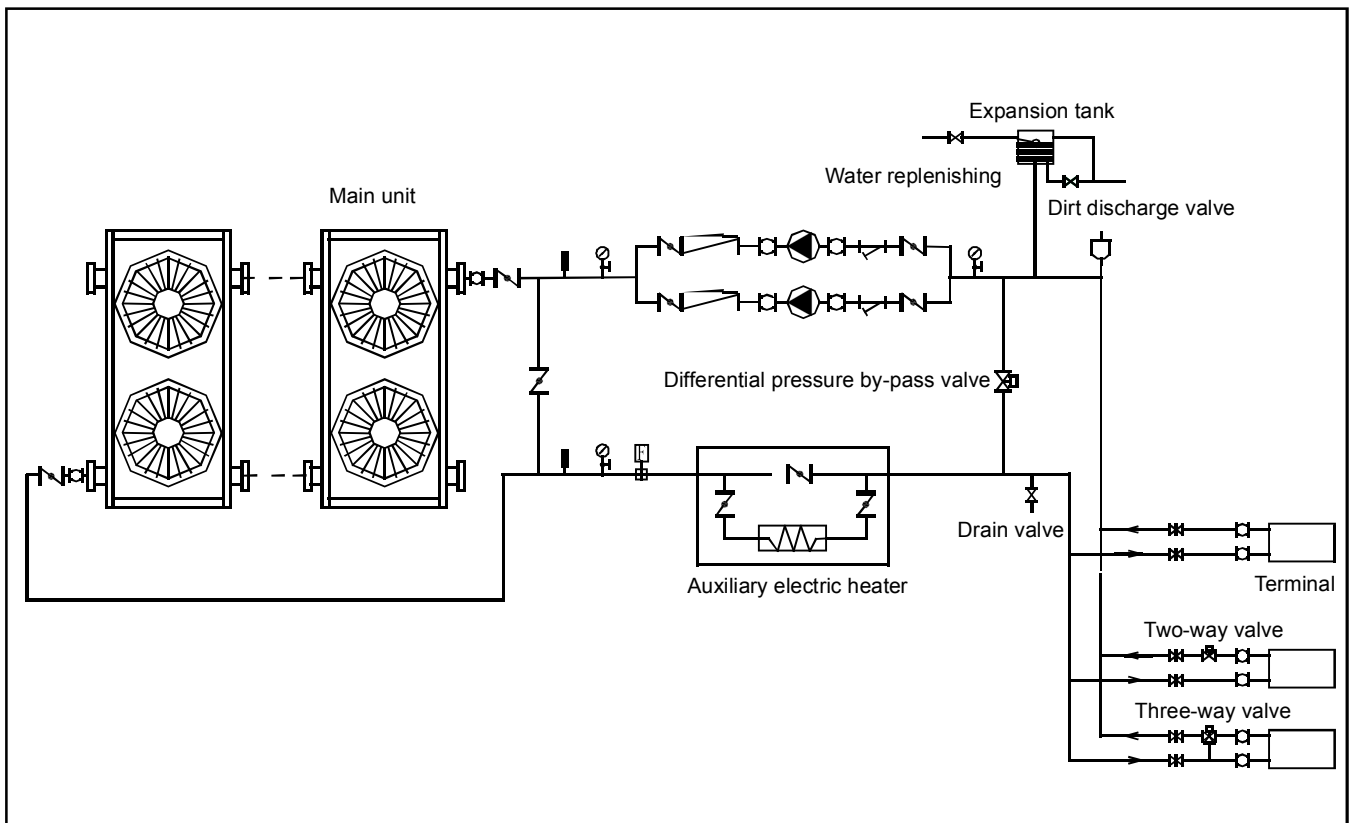 Expansion tank
Water replenishing
Main unit
Dirt discharge valve
Differential pressure by-pass valve
Drain valve
Auxiliary electric heater
Terminal
Two-way valve
Three-way valve